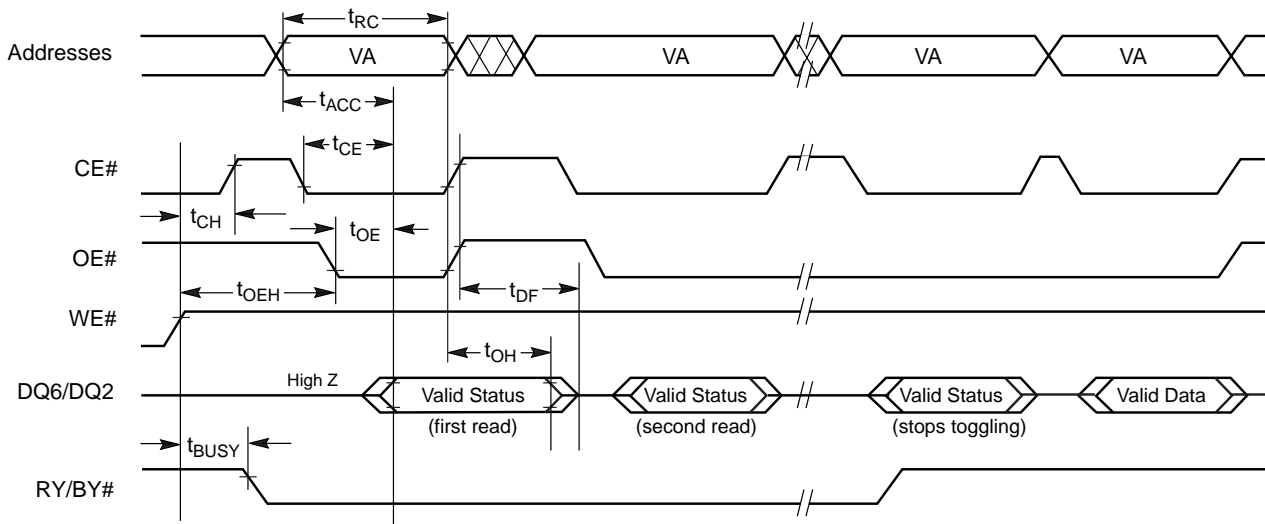 tRC
Addresses VA VA VA VA
tACC
tCE
CE#
tCH tOE
OE#
tOEH tDF
WE#
tOH
High Z
DQ6/DQ2 Valid Status Valid Status Valid Status Valid Data
(first read) (second read) (stops toggling)
tBUSY
RY/BY#